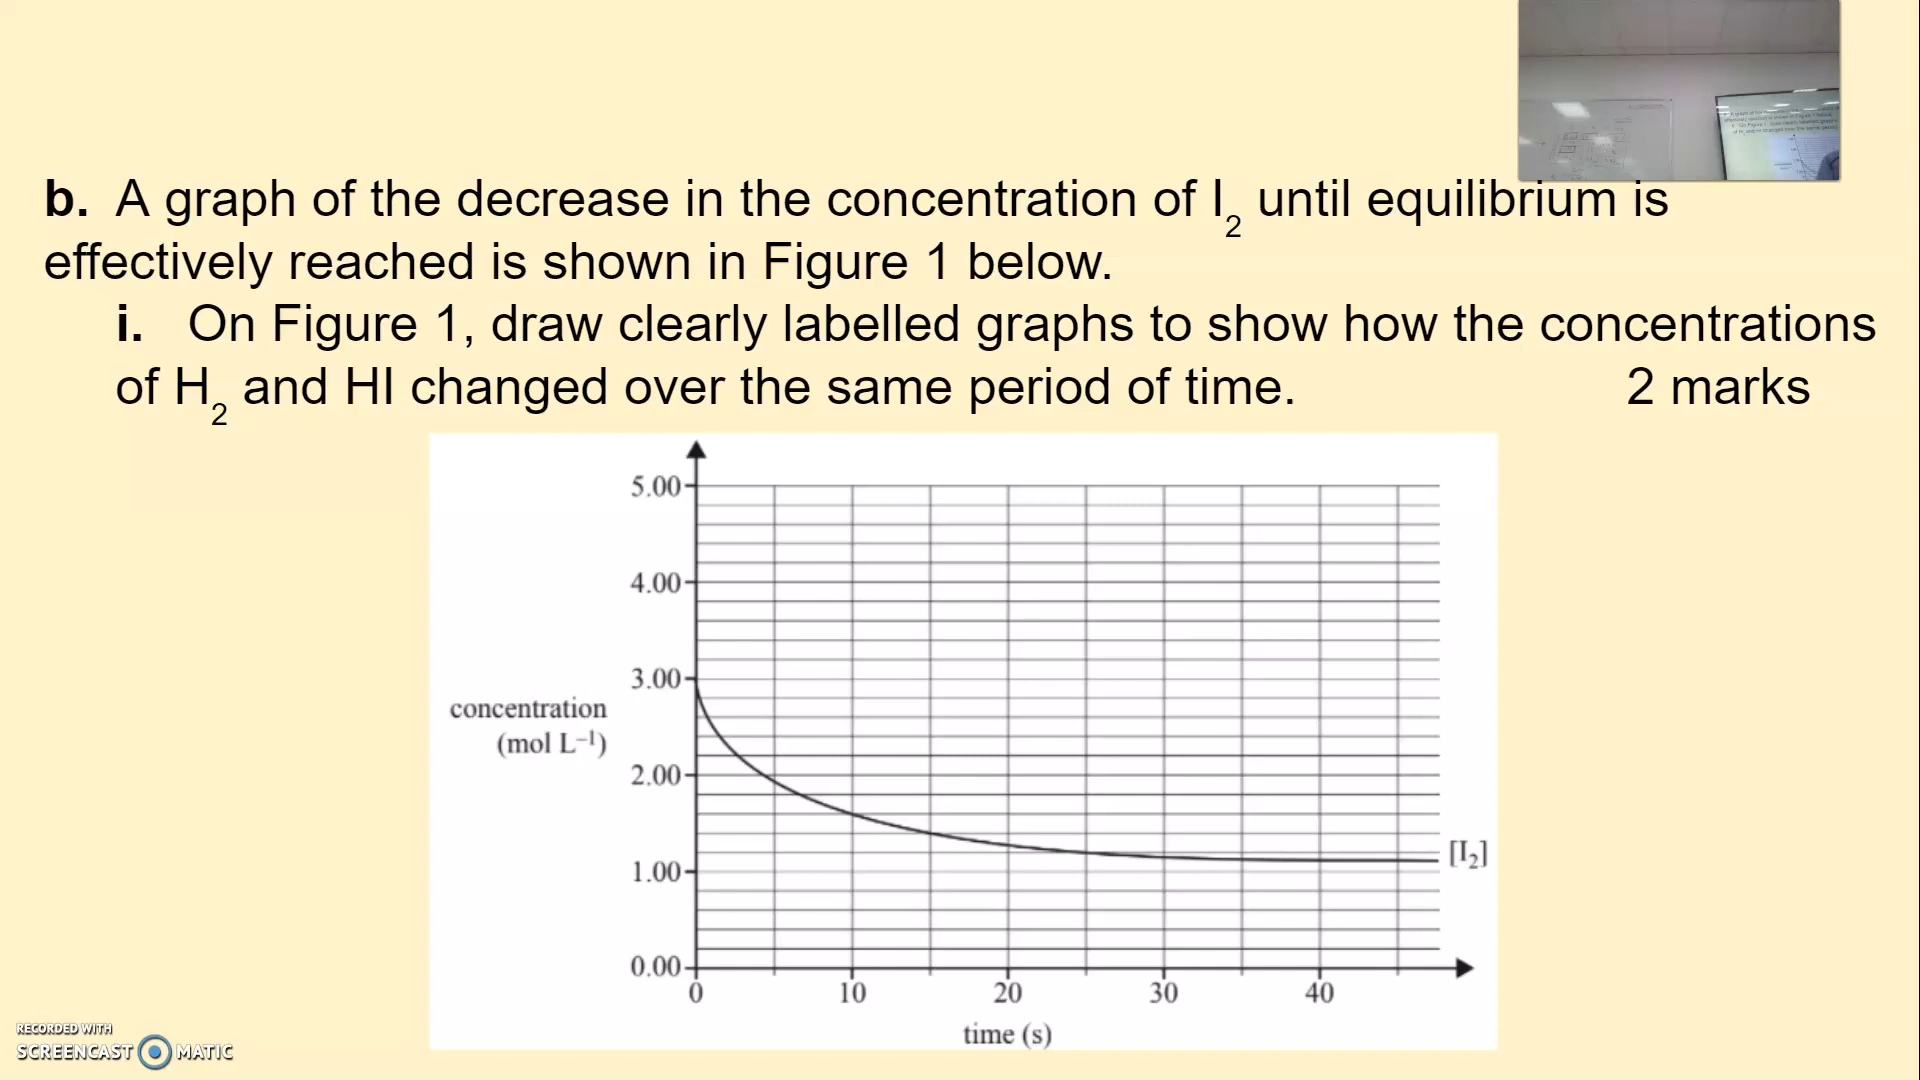 b. A graph of the decrease in the concentration of I₂ until equilibrium is
effectively reached is shown in Figure 1 below.
i. On Figure 1, draw clearly labelled graphs to show how the concentrations
of H₂ and HI changed over the same period of time. 2 marks
5.00
4.00
3.00
concentration
(mol L⁻¹)
2.00
[I₂]
1.00
0.00
0 10 20 30 40
time (s)
RECORDED WITH
SCREENCAST MATIC